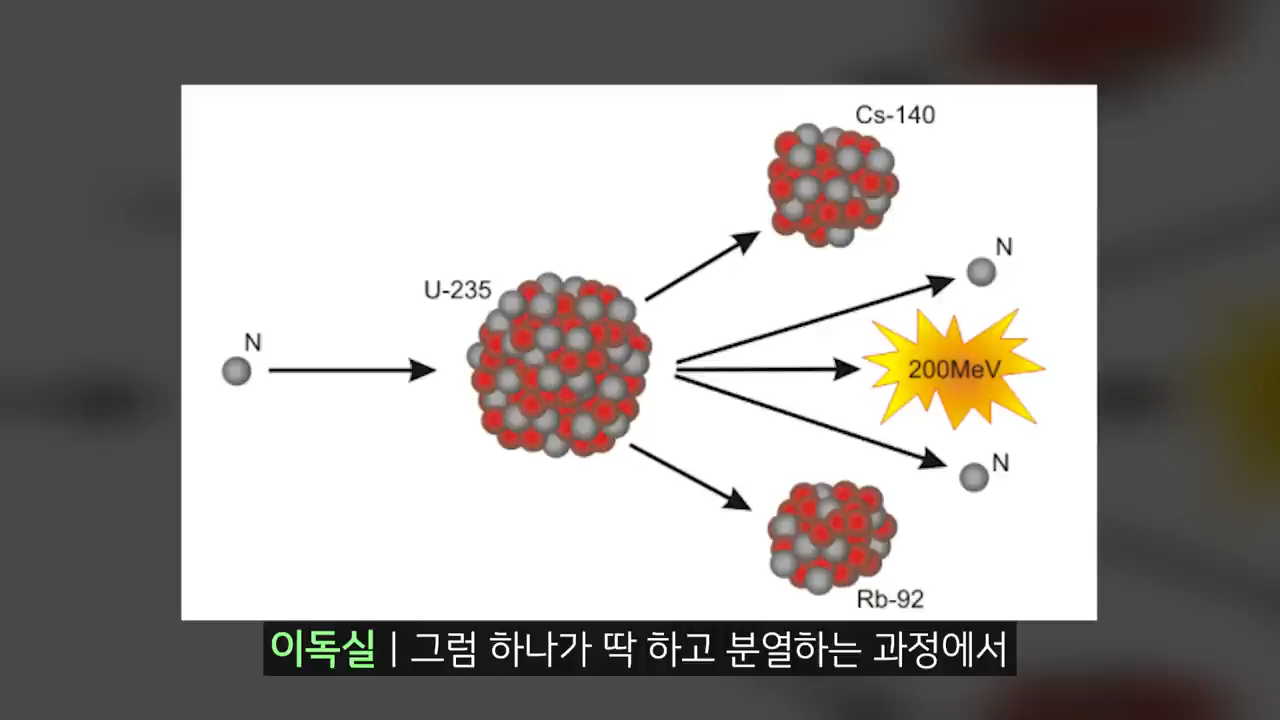 Cs-140
N
U-235
N
200MeV
N
Rb-92
이독실 | 그럼 하나가 딱 하고 분열하는 과정에서